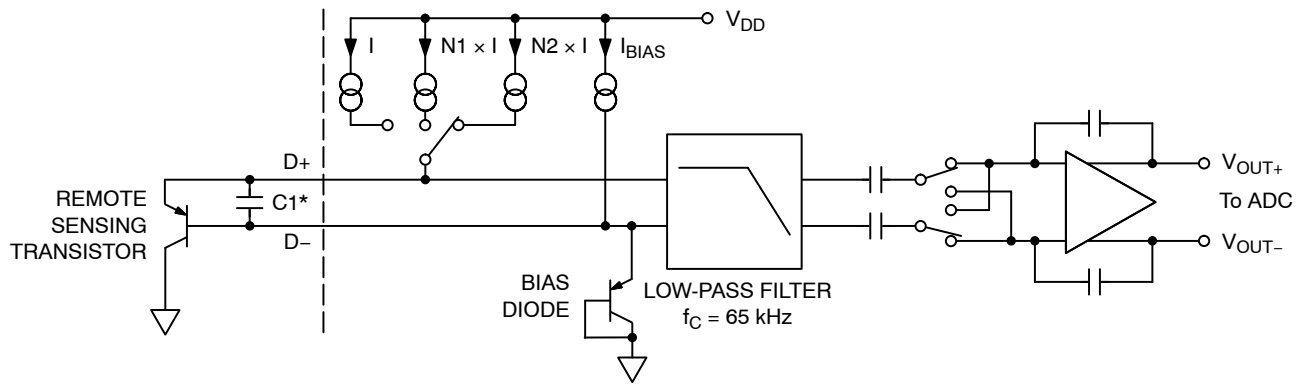 V_DD
I
N1 × I
N2 × I
I_BIAS
D+
C1*
REMOTE
SENSING
TRANSISTOR
D−
BIAS
DIODE
LOW-PASS FILTER
f_C = 65 kHz
V_OUT+
To ADC
V_OUT−